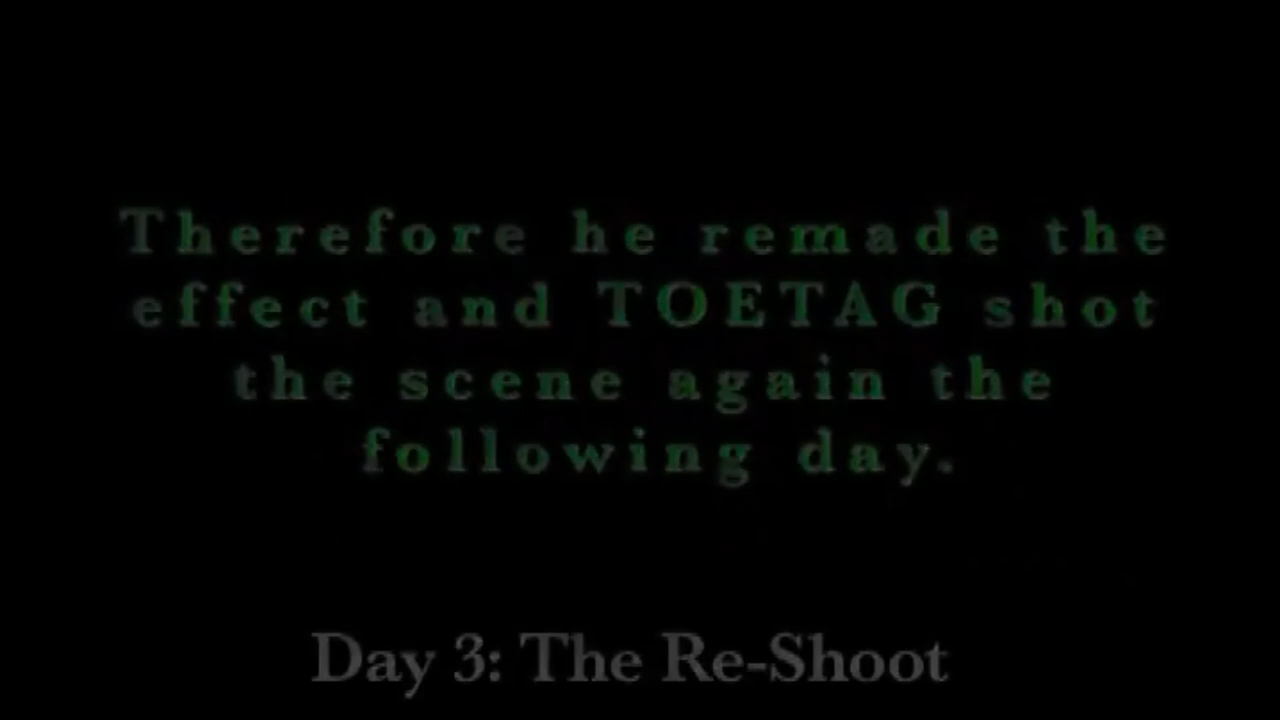 Therefore he remade the
effect and TOETAG shot
the scene again the
following day.
Day 3: The Re-Shoot